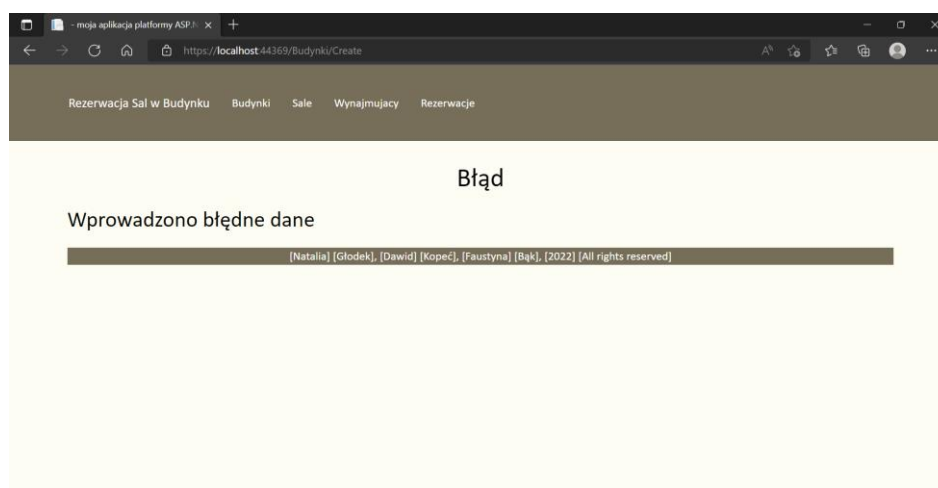 - moja aplikacja platformy ASP.N
https://localhost:44369/Budynki/Create
Rezerwacja Sal w Budynku Budynki Sale Wynajmujacy Rezerwacje
Błąd
Wprowadzono błędne dane
[Natalia] [Głodek], [Dawid] [Kopeć], [Faustyna] [Bąk], [2022] [All rights reserved]